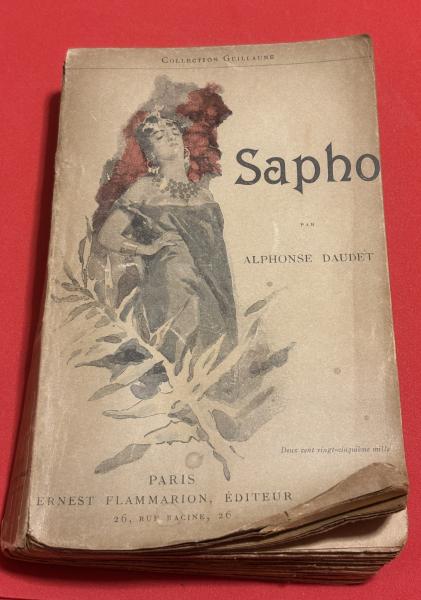 Collection Guillaume
Sapho
PAR
ALPHONSE DAUDET
Deux cent vingt-cinquième mille
PARIS
ERNEST FLAMMARION, ÉDITEUR
26, RUE RACINE, 26